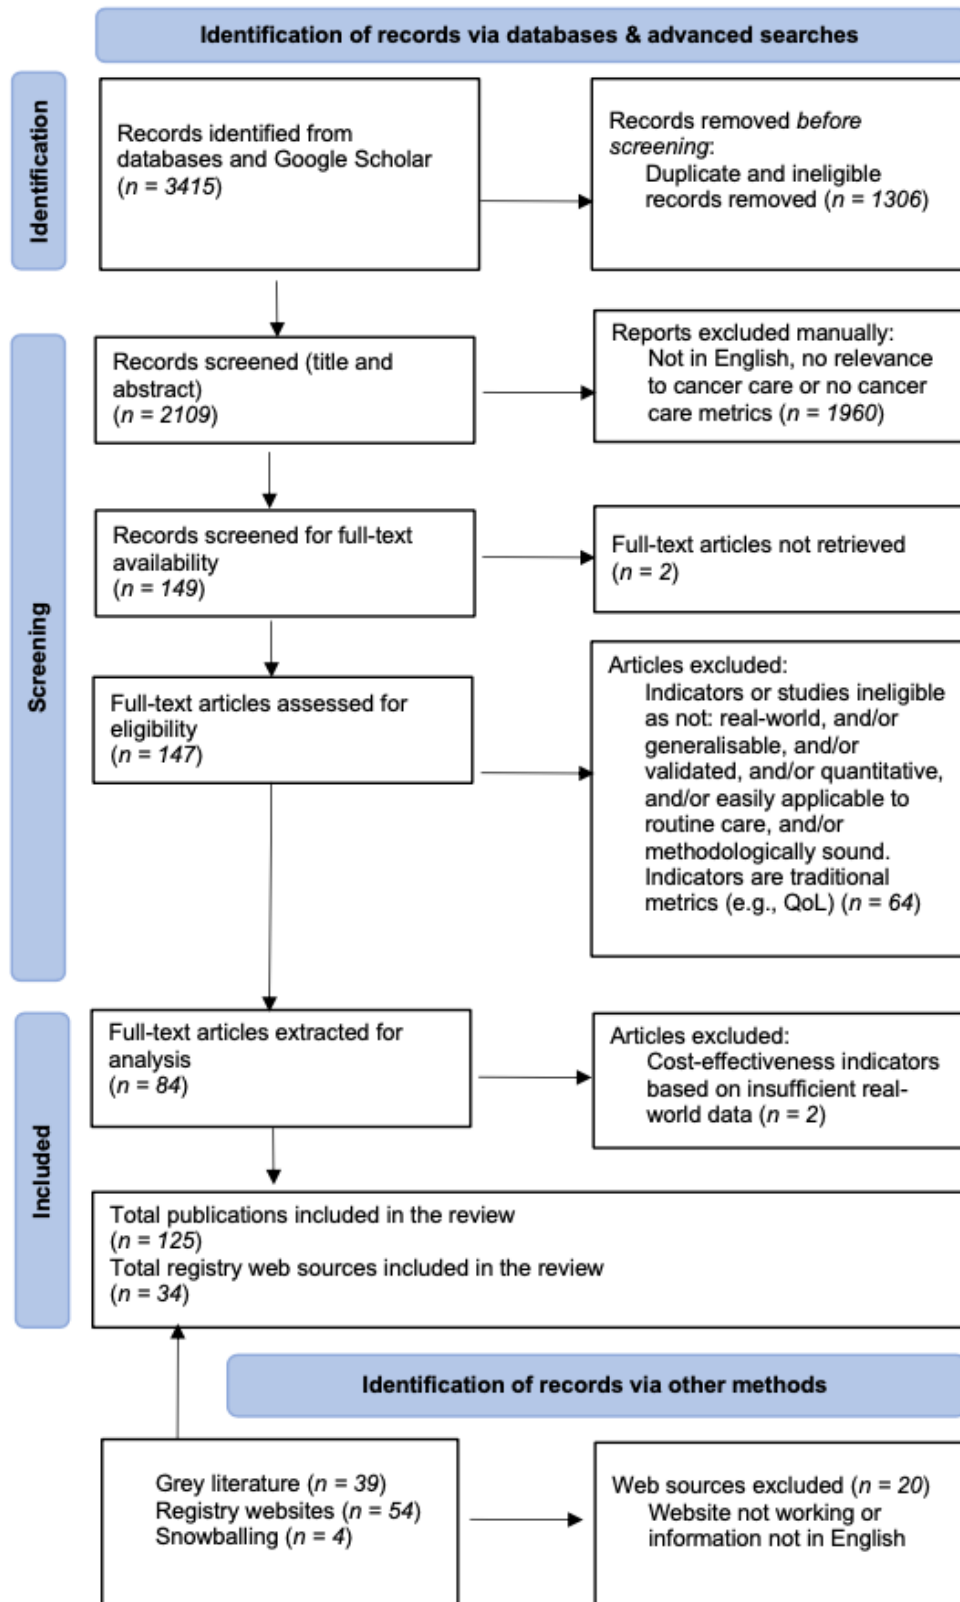 Identification of records via databases & advanced searches
Identification
Records identified from
databases and Google Scholar
(n = 3415)
Records removed before
screening:
Duplicate and ineligible
records removed (n = 1306)
Screening
Records screened (title and
abstract)
(n = 2109)
Reports excluded manually:
Not in English, no relevance
to cancer care or no cancer
care metrics (n = 1960)
Records screened for full-text
availability
(n = 149)
Full-text articles not retrieved
(n = 2)
Full-text articles assessed for
eligibility
(n = 147)
Articles excluded:
Indicators or studies ineligible
as not: real-world, and/or
generalisable, and/or
validated, and/or quantitative,
and/or easily applicable to
routine care, and/or
methodologically sound.
Indicators are traditional
metrics (e.g., QoL) (n = 64)
Included
Full-text articles extracted for
analysis
(n = 84)
Articles excluded:
Cost-effectiveness indicators
based on insufficient real-
world data (n = 2)
Total publications included in the review
(n = 125)
Total registry web sources included in the review
(n = 34)
Identification of records via other methods
Grey literature (n = 39)
Registry websites (n = 54)
Snowballing (n = 4)
Web sources excluded (n = 20)
Website not working or
information not in English